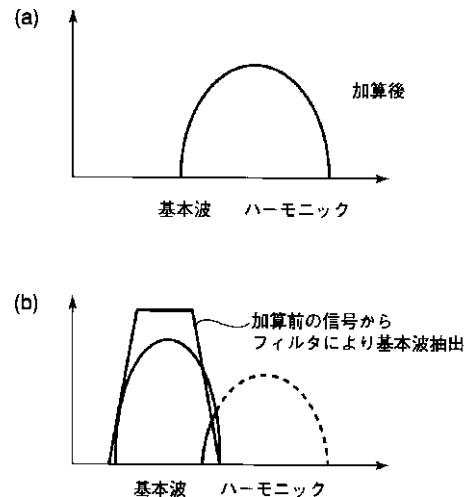 (a)
加算後
基本波 ハーモニック
(b)
加算前の信号から
フィルタにより基本波抽出
基本波 ハーモニック